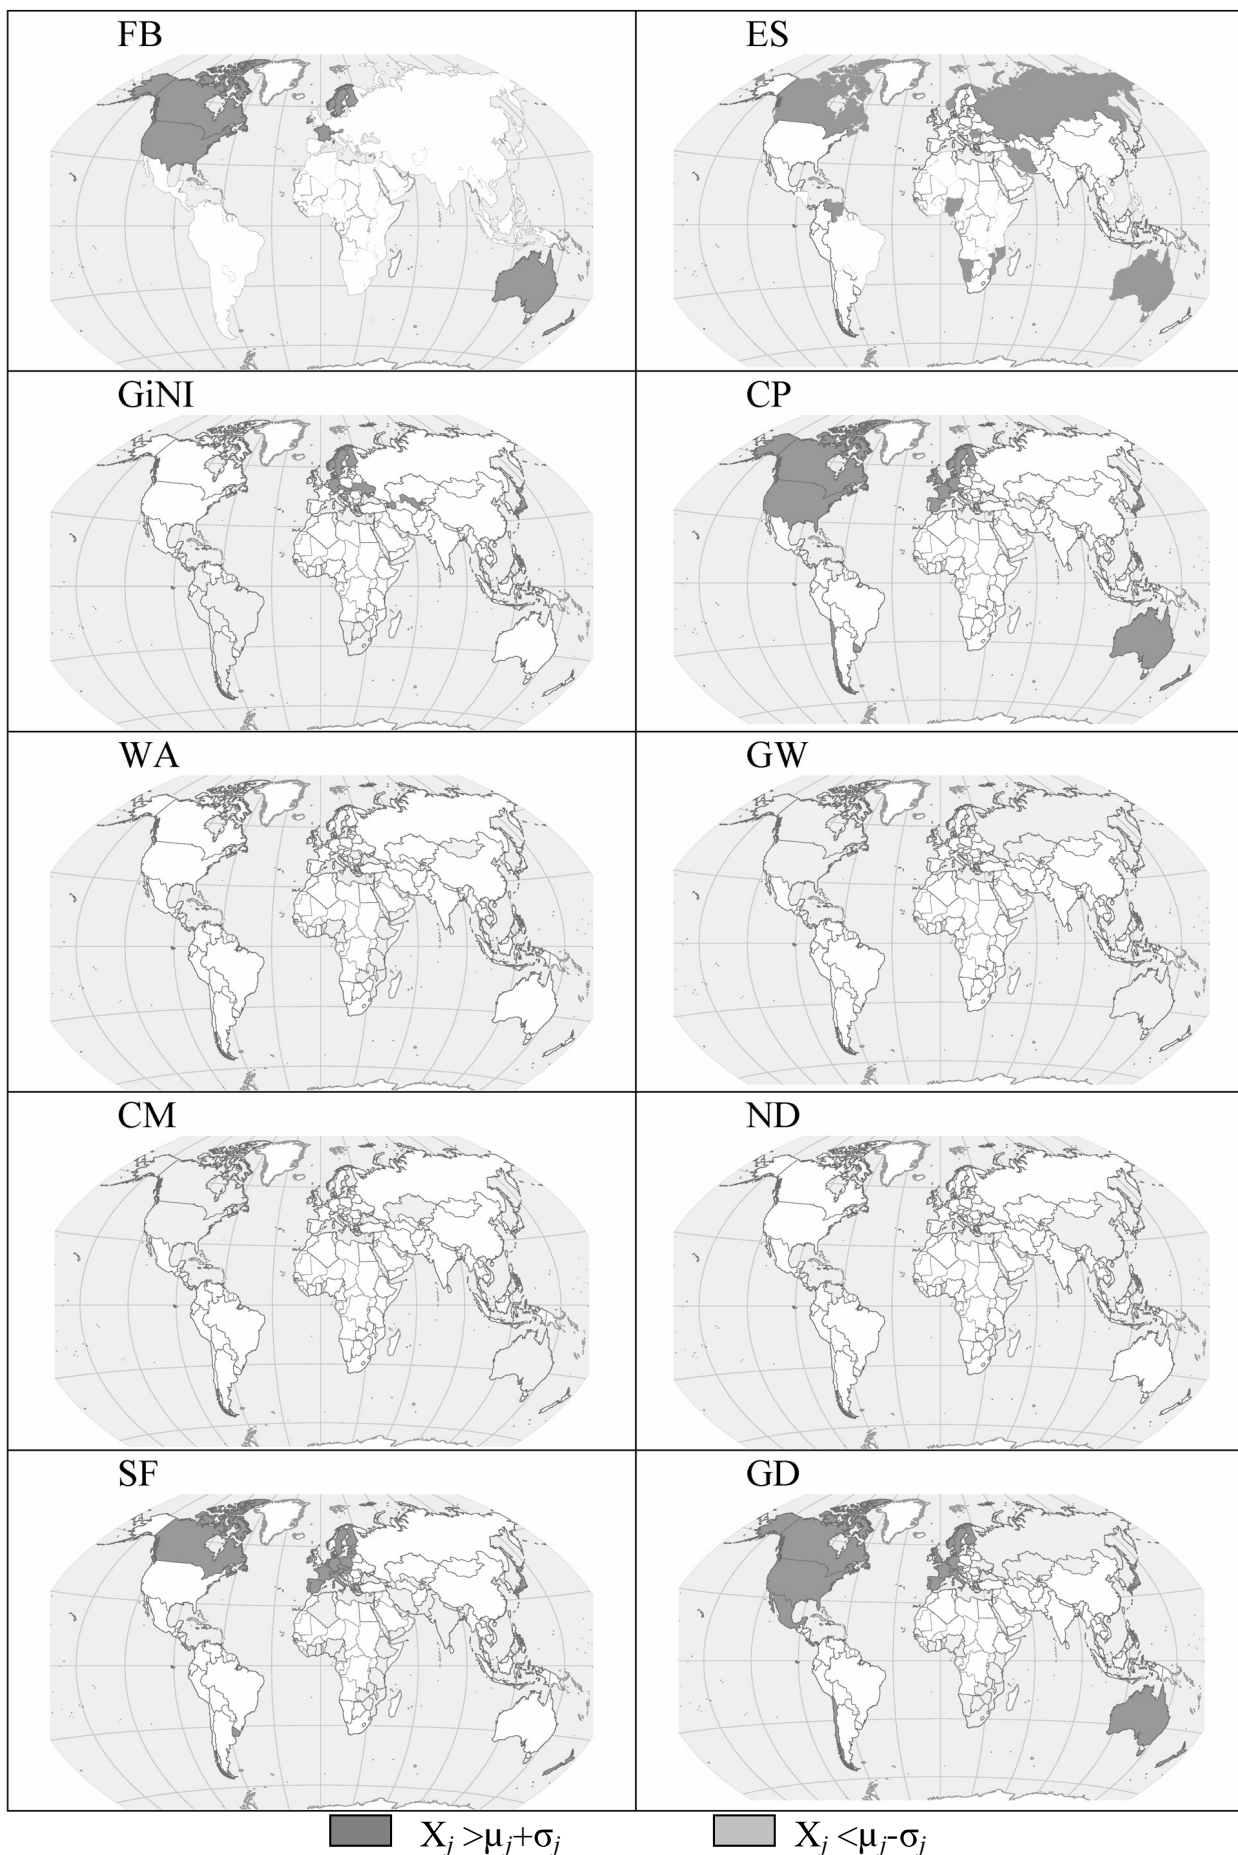 FB
ES
GiNI
CP
WA
GW
CM
ND
SF
GD
Xⱼ >μⱼ+σⱼ
Xⱼ <μⱼ-σⱼ